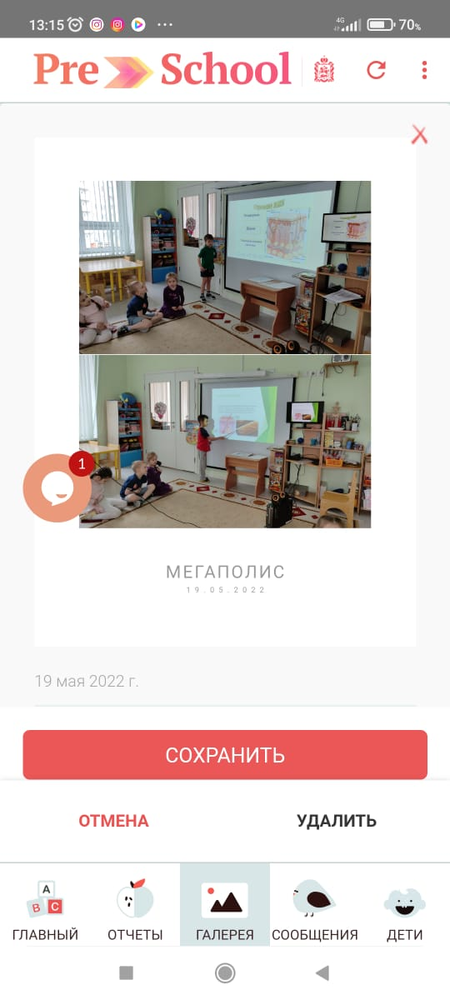 13:15
4G
70%
Pre School
1
МЕГАПОЛИС
19.05.2022
19 мая 2022 г.
СОХРАНИТЬ
ОТМЕНА
УДАЛИТЬ
A
B
C
ГЛАВНЫЙ
ОТЧЕТЫ
ГАЛЕРЕЯ
СООБЩЕНИЯ
ДЕТИ